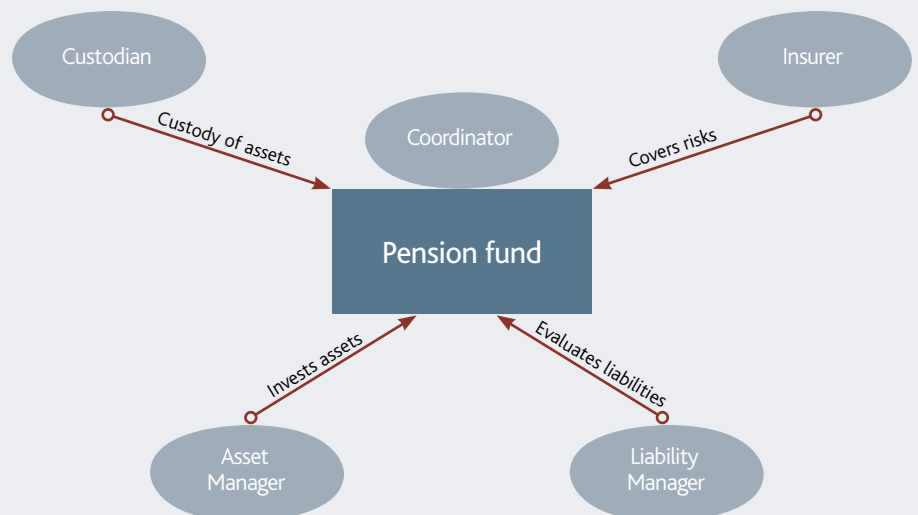 Custodian
Insurer
Custody of assets
Coordinator
Covers risks
Pension fund
Invests assets
Evaluates liabilities
Asset
Manager
Liability
Manager